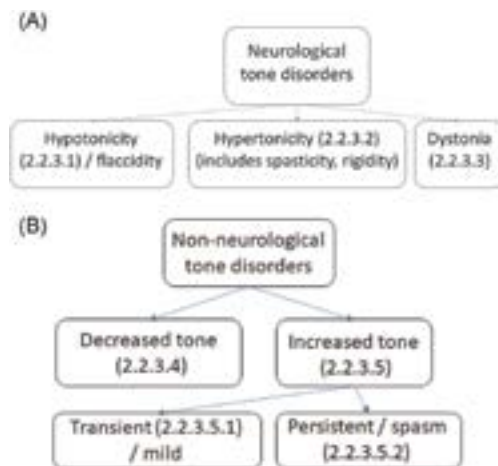 (A)
Neurological
tone disorders
Hypotonicity
(2.2.3.1) / flaccidity
Hypertonicity (2.2.3.2)
(includes spasticity, rigidity)
Dystonia
(2.2.3.3)
(B)
Non-neurological
tone disorders
Decreased tone
(2.2.3.4)
Increased tone
(2.2.3.5)
Transient (2.2.3.5.1)
/ mild
Persistent / spasm
(2.2.3.5.2)